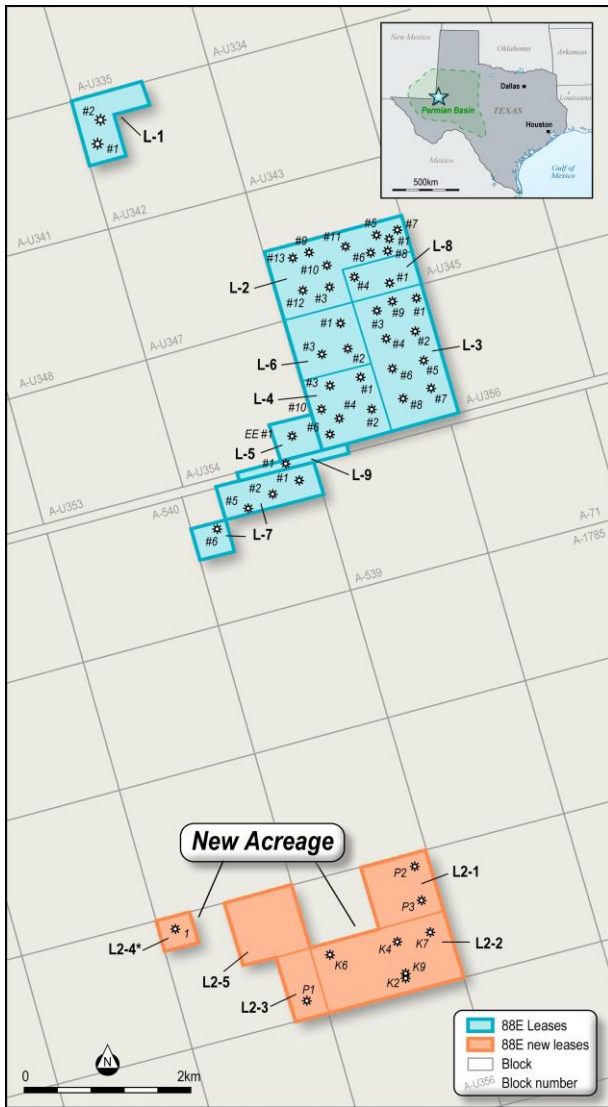 A-U334
A-U335
#2
#1
L-1
A-U343
A-U342
A-U341
New Mexico
Oklahoma
Arkansas
Dallas
Louisiana
Permian Basin
TEXAS
Houston
Mexico
Gulf of
Mexico
500km
#5
#7
#9
#11
#1
#13
#6
#8
L-8
#10
L-2
#4
#1
A-U345
#12
#3
A-U347
#1
#9
#1
#3
L-6
#3
#2
#4
#2
L-3
A-U348
#6
#5
L-4
#3
#1
#10
#4
#8
#7
A-U356
EE #1
#6
#2
L-5
A-U354
#1
L-9
A-U353
#2
#1
A-540
#5
A-71
#6
L-7
A-1785
A-539
New Acreage
P2
L2-1
P3
1
L2-4*
K7
K4
L2-2
L2-5
K6
K9
K2
P1
L2-3
N
0
2km
88E Leases
88E new leases
Block
A-U356
Block number